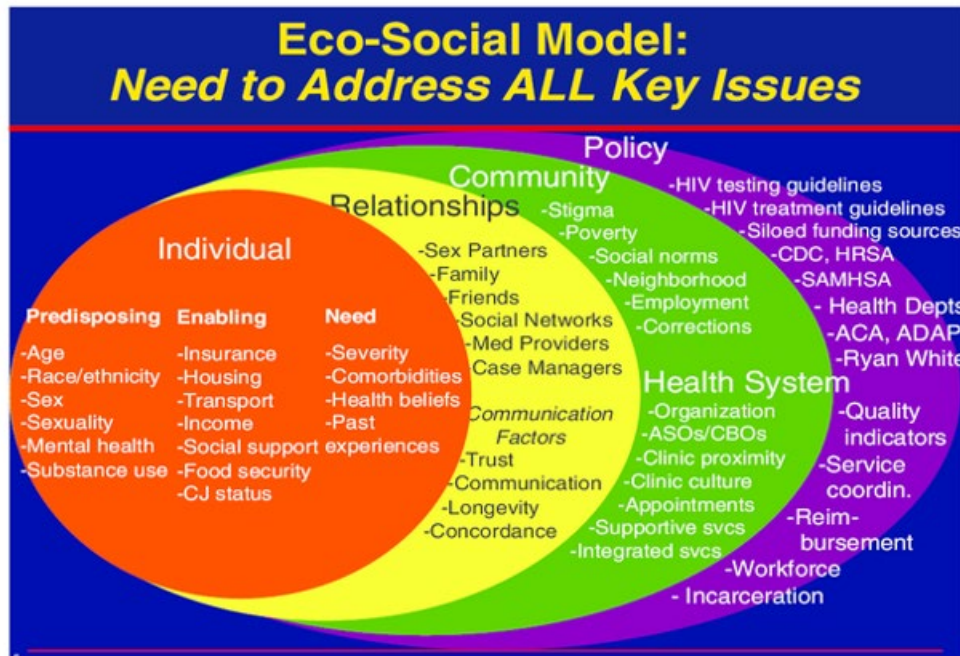 Eco-Social Model:
Need to Address ALL Key Issues
Individual
Predisposing
-Age
-Race/ethnicity
-Sex
-Sexuality
-Mental health
-Substance use
Enabling
-Insurance
-Housing
-Transport
-Income
-Social support
-Food security
-CJ status
Need
-Severity
-Comorbidities
-Health beliefs
-Past
experiences
Relationships
-Sex Partners
-Family
-Friends
-Social Networks
-Med Providers
-Case Managers
Communication
Factors
-Trust
-Communication
-Longevity
-Concordance
Community
-Stigma
-Poverty
-Social norms
-Neighborhood
-Employment
-Corrections
Health System
-Organization
-ASOs/CBOs
-Clinic proximity
-Clinic culture
-Appointments
-Supportive svcs
-Integrated svcs
Policy
-HIV testing guidelines
-HIV treatment guidelines
-Siloed funding sources
-CDC, HRSA
-SAMHSA
- Health Depts
-ACA, ADAP
-Ryan White
-Quality
indicators
-Service
coordin.
-Reim-
bursement
-Workforce
- Incarceration